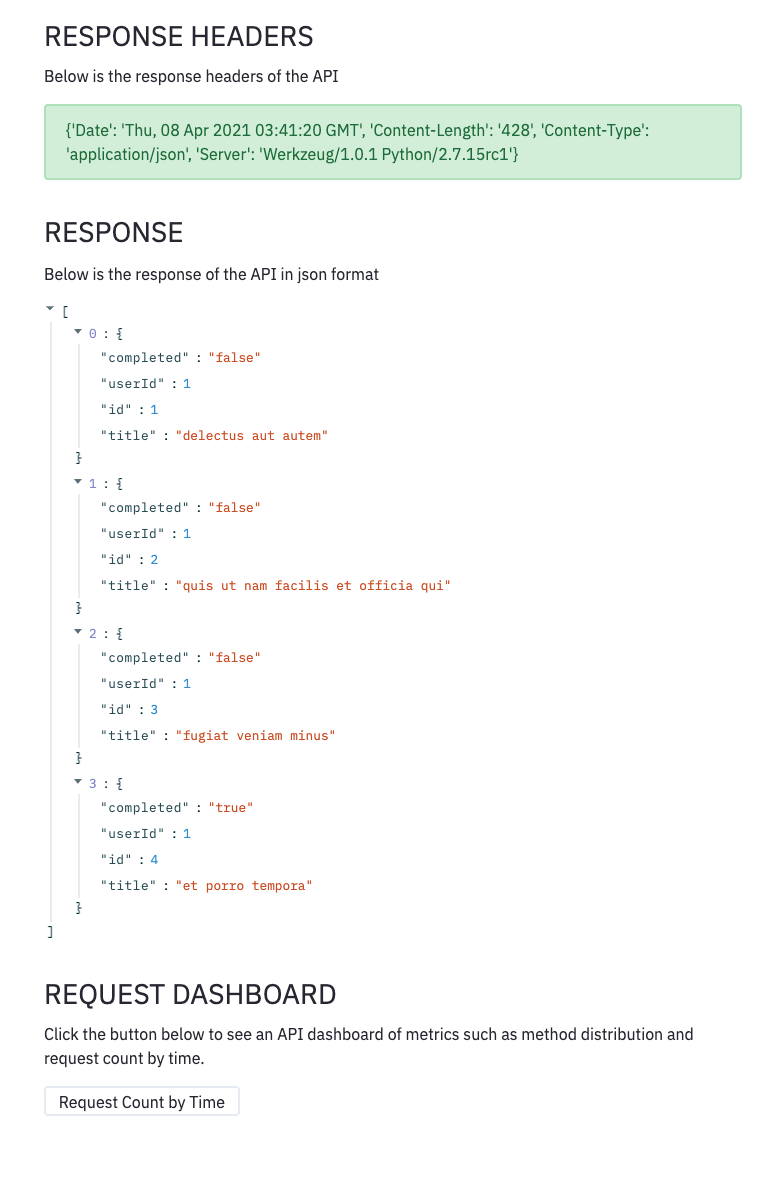 RESPONSE HEADERS
Below is the response headers of the API
{'Date': 'Thu, 08 Apr 2021 03:41:20 GMT', 'Content-Length': '428', 'Content-Type':
'application/json', 'Server': 'Werkzeug/1.0.1 Python/2.7.15rc1'}
RESPONSE
Below is the response of the API in json format
[
0 : {
"completed" : "false"
"userId" : 1
"id" : 1
"title" : "delectus aut autem"
}
1 : {
"completed" : "false"
"userId" : 1
"id" : 2
"title" : "quis ut nam facilis et officia qui"
}
2 : {
"completed" : "false"
"userId" : 1
"id" : 3
"title" : "fugiat veniam minus"
}
3 : {
"completed" : "true"
"userId" : 1
"id" : 4
"title" : "et porro tempora"
}
]
REQUEST DASHBOARD
Click the button below to see an API dashboard of metrics such as method distribution and
request count by time.
Request Count by Time